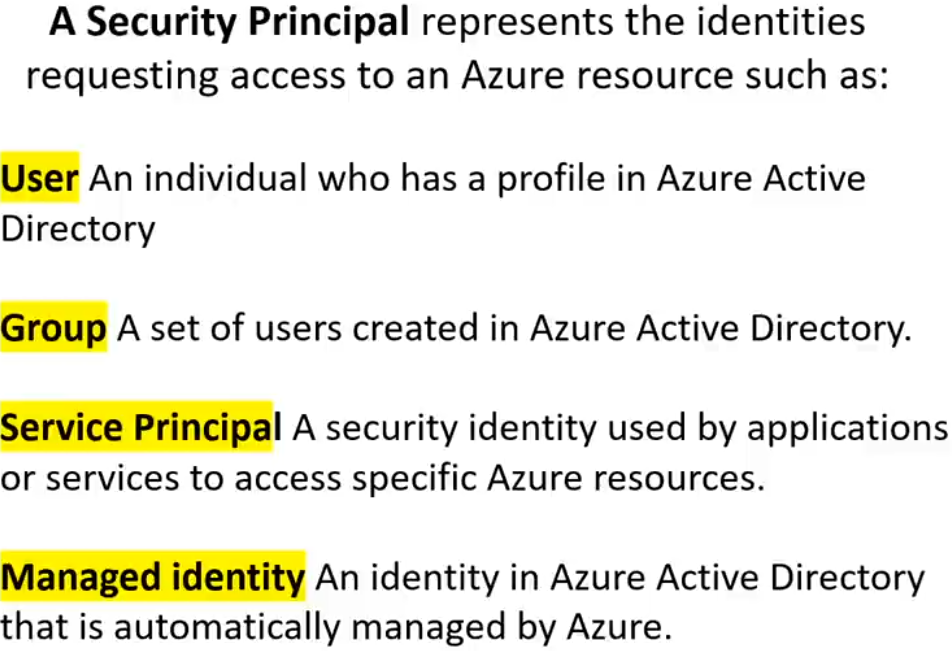 A Security Principal represents the identities
requesting access to an Azure resource such as:
User An individual who has a profile in Azure Active
Directory
Group A set of users created in Azure Active Directory.
Service Principal A security identity used by applications
or services to access specific Azure resources.
Managed identity An identity in Azure Active Directory
that is automatically managed by Azure.